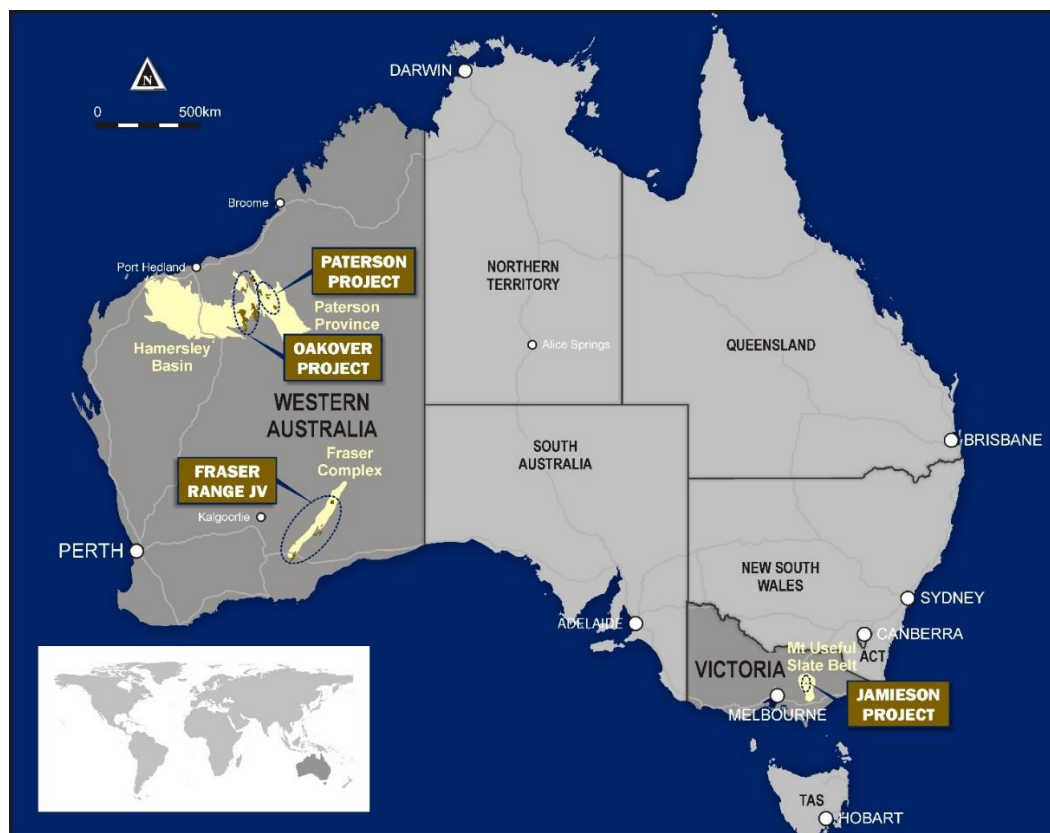 DARWIN
N
0
500km
Broome
Port Hedland
PATERSON
PROJECT
NORTHERN
TERRITORY
Paterson
Province
Hamersley
Basin
OAKOVER
PROJECT
Alice Springs
QUEENSLAND
WESTERN
AUSTRALIA
SOUTH
AUSTRALIA
BRISBANE
Fraser
Complex
FRASER
RANGE JV
Kalgoorlie
PERTH
NEW SOUTH
WALES
SYDNEY
ADELAIDE
CANBERRA
ACT
Mt Useful
Slate Belt
VICTORIA
JAMIESON
PROJECT
MELBOURNE
TAS
HOBART